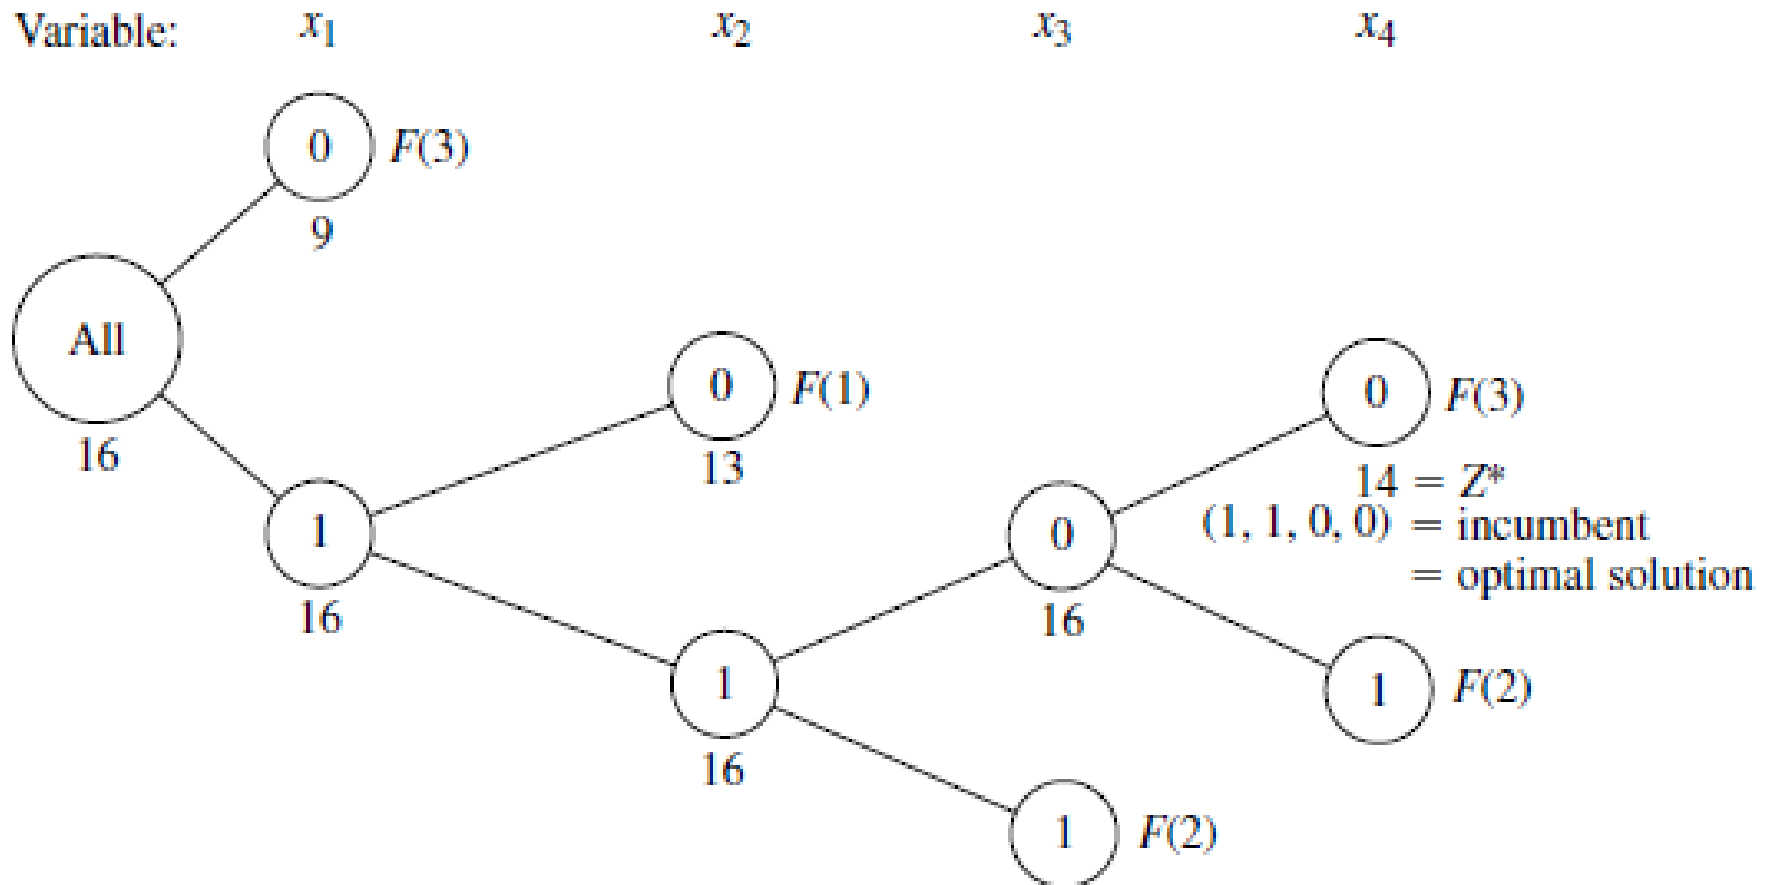 Variable: x1 x2 x3 x4
0 F(3)
9
All
16
0 F(1)
13
0 F(3)
14 = Z*
(1, 1, 0, 0) = incumbent
= optimal solution
1
16
0
16
1
16
1 F(2)
1 F(2)